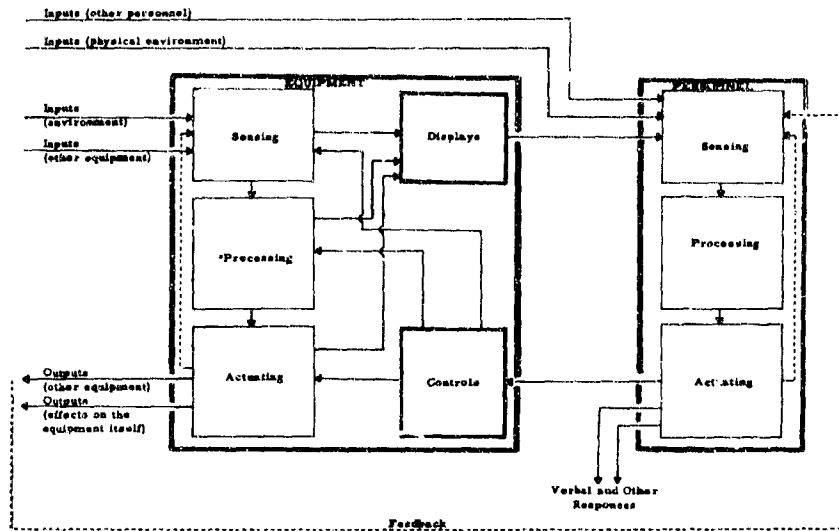 Inputs (other personnel)
Inputs (physical environment)
EQUIPMENT
PERSONNEL
Inputs
(environment)
Inputs
(other equipment)
Sensing
Displays
Sensing
*Processing
Processing
Actuating
Controls
Actuating
Outputs
(other equipment)
Outputs
(effects on the
equipment itself)
Verbal and Other
Responses
Feedback